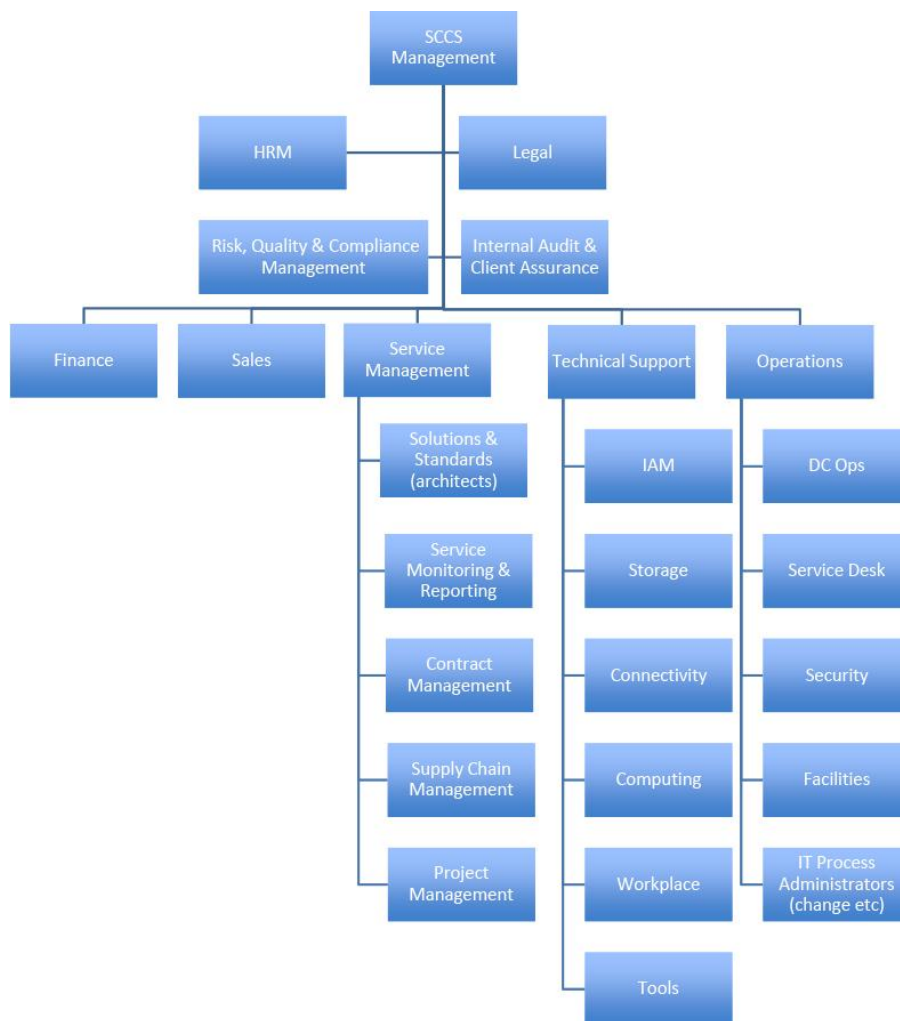 SCCS
Management
HRM
Legal
Risk, Quality & Compliance
Management
Internal Audit &
Client Assurance
Finance
Sales
Service
Management
Technical Support
Operations
Solutions &
Standards
(architects)
Service
Monitoring &
Reporting
Contract
Management
Supply Chain
Management
Project
Management
IAM
Storage
Connectivity
Computing
Workplace
Tools
DC Ops
Service Desk
Security
Facilities
IT Process
Administrators
(change etc)